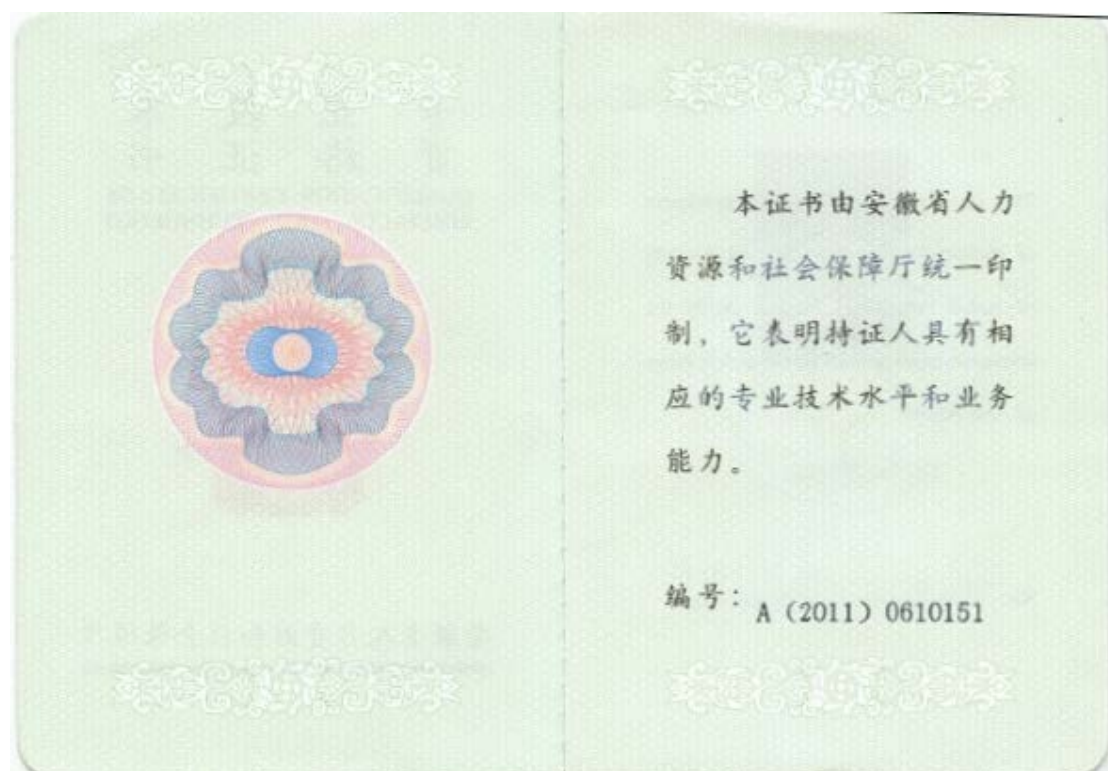 本证书由安徽省人力
资源和社会保障厅统一印
制，它表明持证人具有相
应的专业技术水平和业务
能力。
编号：A（2011）0610151